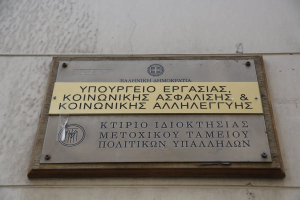 ΕΛΛΗΝΙΚΗ ΔΗΜΟΚΡΑΤΙΑ
ΥΠΟΥΡΓΕΙΟ ΕΡΓΑΣΙΑΣ,
ΚΟΙΝΩΝΙΚΗΣ ΑΣΦΑΛΙΣΗΣ &
ΚΟΙΝΩΝΙΚΗΣ ΑΛΛΗΛΕΓΓΥΗΣ
ΚΤΙΡΙΟ ΙΔΙΟΚΤΗΣΙΑΣ
ΜΕΤΟΧΙΚΟΥ ΤΑΜΕΙΟΥ
ΠΟΛΙΤΙΚΩΝ ΥΠΑΛΛΗΛΩΝ